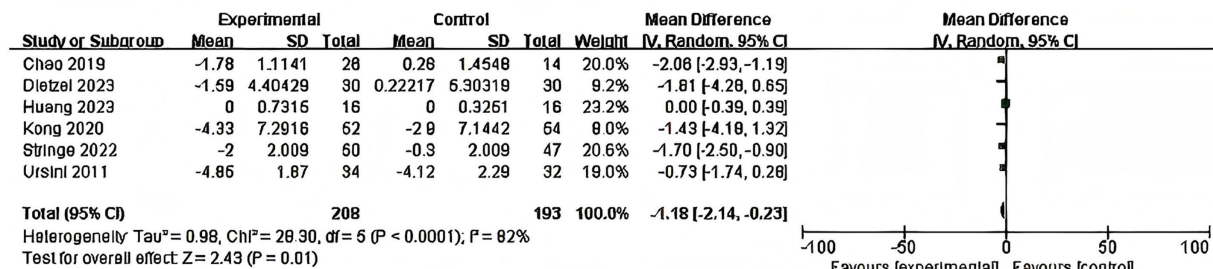 Experimental Control Mean Difference Mean Difference
Study or Subgroup Mean SD Total Mean SD Total Weight IV, Random, 95% CI IV, Random, 95% CI
Chao 2019 -1.78 1.1141 26 0.28 1.4548 14 20.0% -2.06 [-2.93, -1.19]
Dietzel 2023 -1.59 4.40429 30 0.22217 5.30319 30 9.2% -1.81 [-4.28, 0.65]
Huang 2023 0 0.7316 16 0 0.3251 16 23.2% 0.00 [-0.39, 0.39]
Kong 2020 -4.33 7.2916 52 -2.9 7.1442 54 8.0% -1.43 [-4.18, 1.32]
Stringe 2022 -2 2.009 50 -0.3 2.009 47 20.6% -1.70 [-2.50, -0.90]
Ursini 2011 -4.85 1.87 34 -4.12 2.29 32 19.0% -0.73 [-1.74, 0.28]
Total (95% CI) 208 193 100.0% -1.18 [-2.14, -0.23]
Heterogeneity Tau² = 0.98, Chi² = 28.30, df = 5 (P < 0.0001); I² = 82%
Test for overall effect Z = 2.43 (P = 0.01)
-100 -50 0 50 100
Favours [experimental] Favours [control]